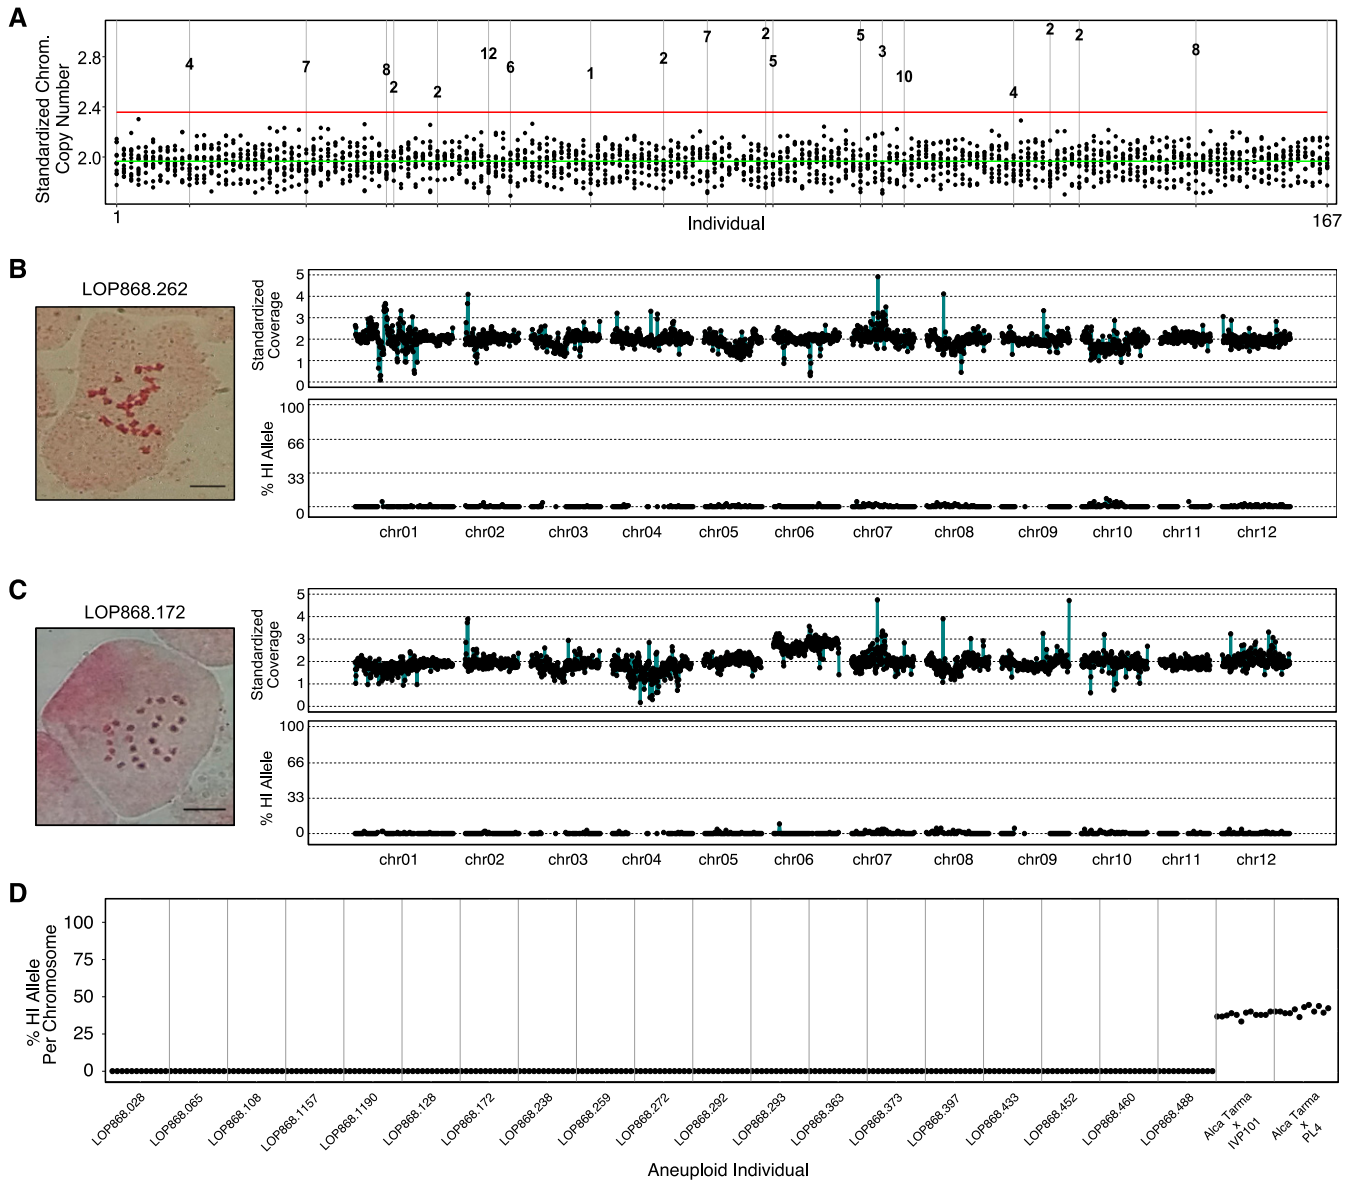 A
Standardized Chrom.
Copy Number
2.8
2.4
2.0
4
7
8
2
2
12
6
1
2
7
2
5
5
3
10
4
2
2
8
1
Individual
167
B
LOP868.262
Standardized
Coverage
5
4
3
2
1
0
% HI Allele
100
66
33
0
chr01 chr02 chr03 chr04 chr05 chr06 chr07 chr08 chr09 chr10 chr11 chr12
C
LOP868.172
Standardized
Coverage
5
4
3
2
1
0
% HI Allele
100
66
33
0
chr01 chr02 chr03 chr04 chr05 chr06 chr07 chr08 chr09 chr10 chr11 chr12
D
% HI Allele
Per Chromosome
100
75
50
25
0
LOP868.028
LOP868.065
LOP868.108
LOP868.1157
LOP868.1190
LOP868.128
LOP868.172
LOP868.238
LOP868.259
LOP868.272
LOP868.292
LOP868.293
LOP868.363
LOP868.373
LOP868.397
LOP868.433
LOP868.452
LOP868.460
LOP868.488
Alca Tarma
x
IVP101
Alca Tarma
x
PL4
Aneuploid Individual